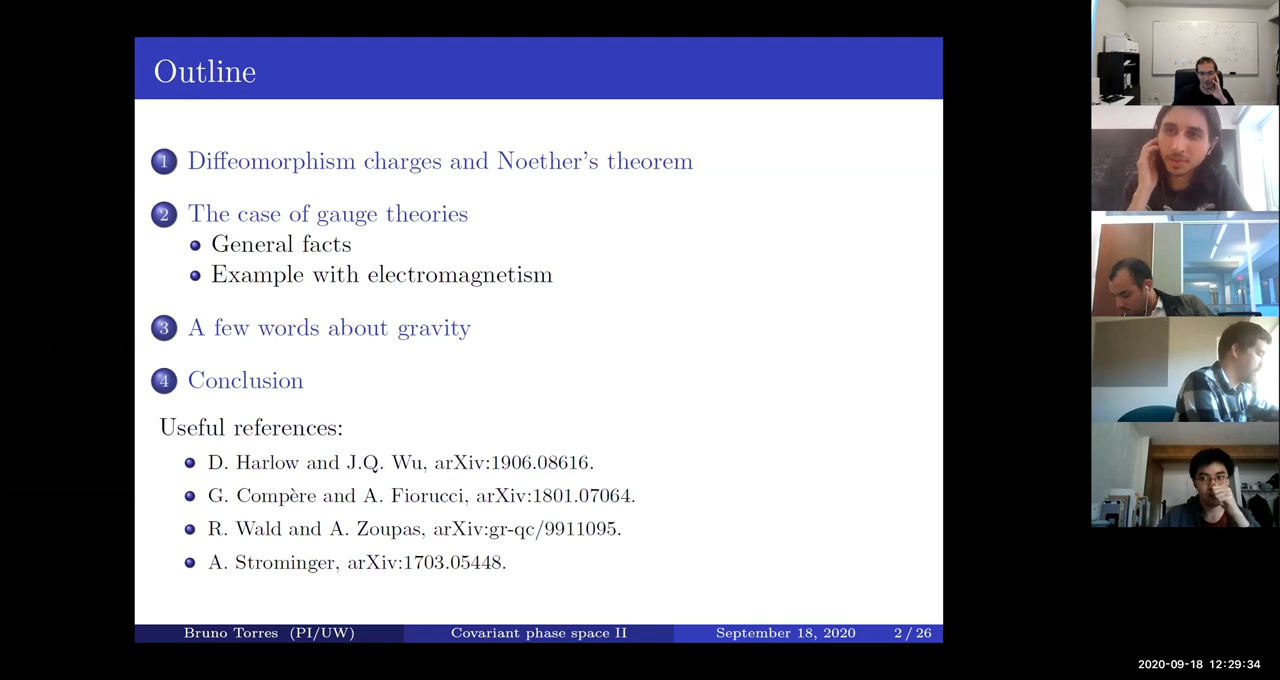 Outline
1 Diffeomorphism charges and Noether's theorem
2 The case of gauge theories
General facts
Example with electromagnetism
3 A few words about gravity
4 Conclusion
Useful references:
D. Harlow and J.Q. Wu, arXiv:1906.08616.
G. Compère and A. Fiorucci, arXiv:1801.07064.
R. Wald and A. Zoupas, arXiv:gr-qc/9911095.
A. Strominger, arXiv:1703.05448.
Bruno Torres (PI/UW) Covariant phase space II September 18, 2020 2 / 26
2020-09-18 12:29:34